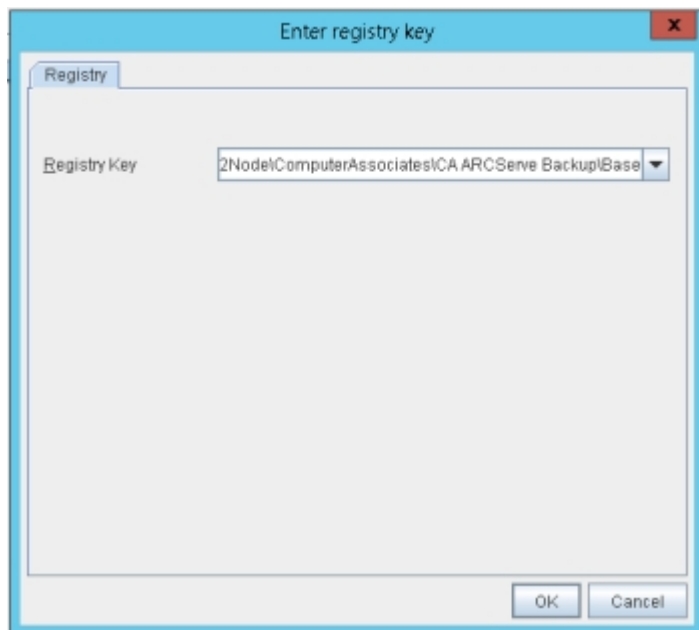 Enter registry key
x
Registry
Registry Key 2Node\ComputerAssociates\CA ARCServe Backup\Base
OK Cancel